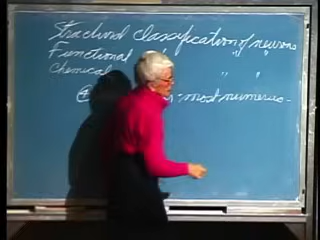 Structural classification of neurons
Functional " "
Chemical " "
most numerous